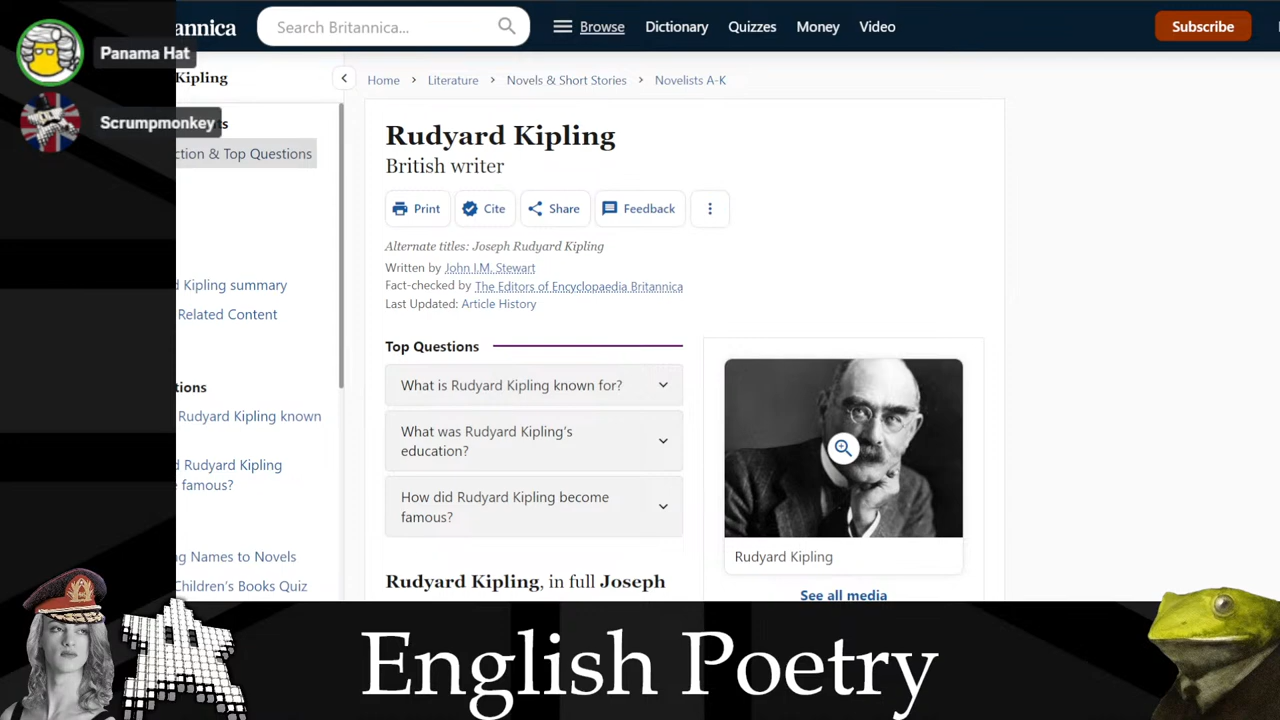 Panama Hat
Scrumpmonkey
annica
Search Britannica...
Browse
Dictionary
Quizzes
Money
Video
Subscribe
Kipling
ts
ction & Top Questions
d Kipling summary
Related Content
tions
Rudyard Kipling known
d Rudyard Kipling
e famous?
ng Names to Novels
Children's Books Quiz
Home > Literature > Novels & Short Stories > Novelists A-K
Rudyard Kipling
British writer
Print
Cite
Share
Feedback
Alternate titles: Joseph Rudyard Kipling
Written by John I.M. Stewart
Fact-checked by The Editors of Encyclopaedia Britannica
Last Updated: Article History
Top Questions
What is Rudyard Kipling known for?
What was Rudyard Kipling's
education?
How did Rudyard Kipling become
famous?
Rudyard Kipling, in full Joseph
Rudyard Kipling
See all media
English Poetry